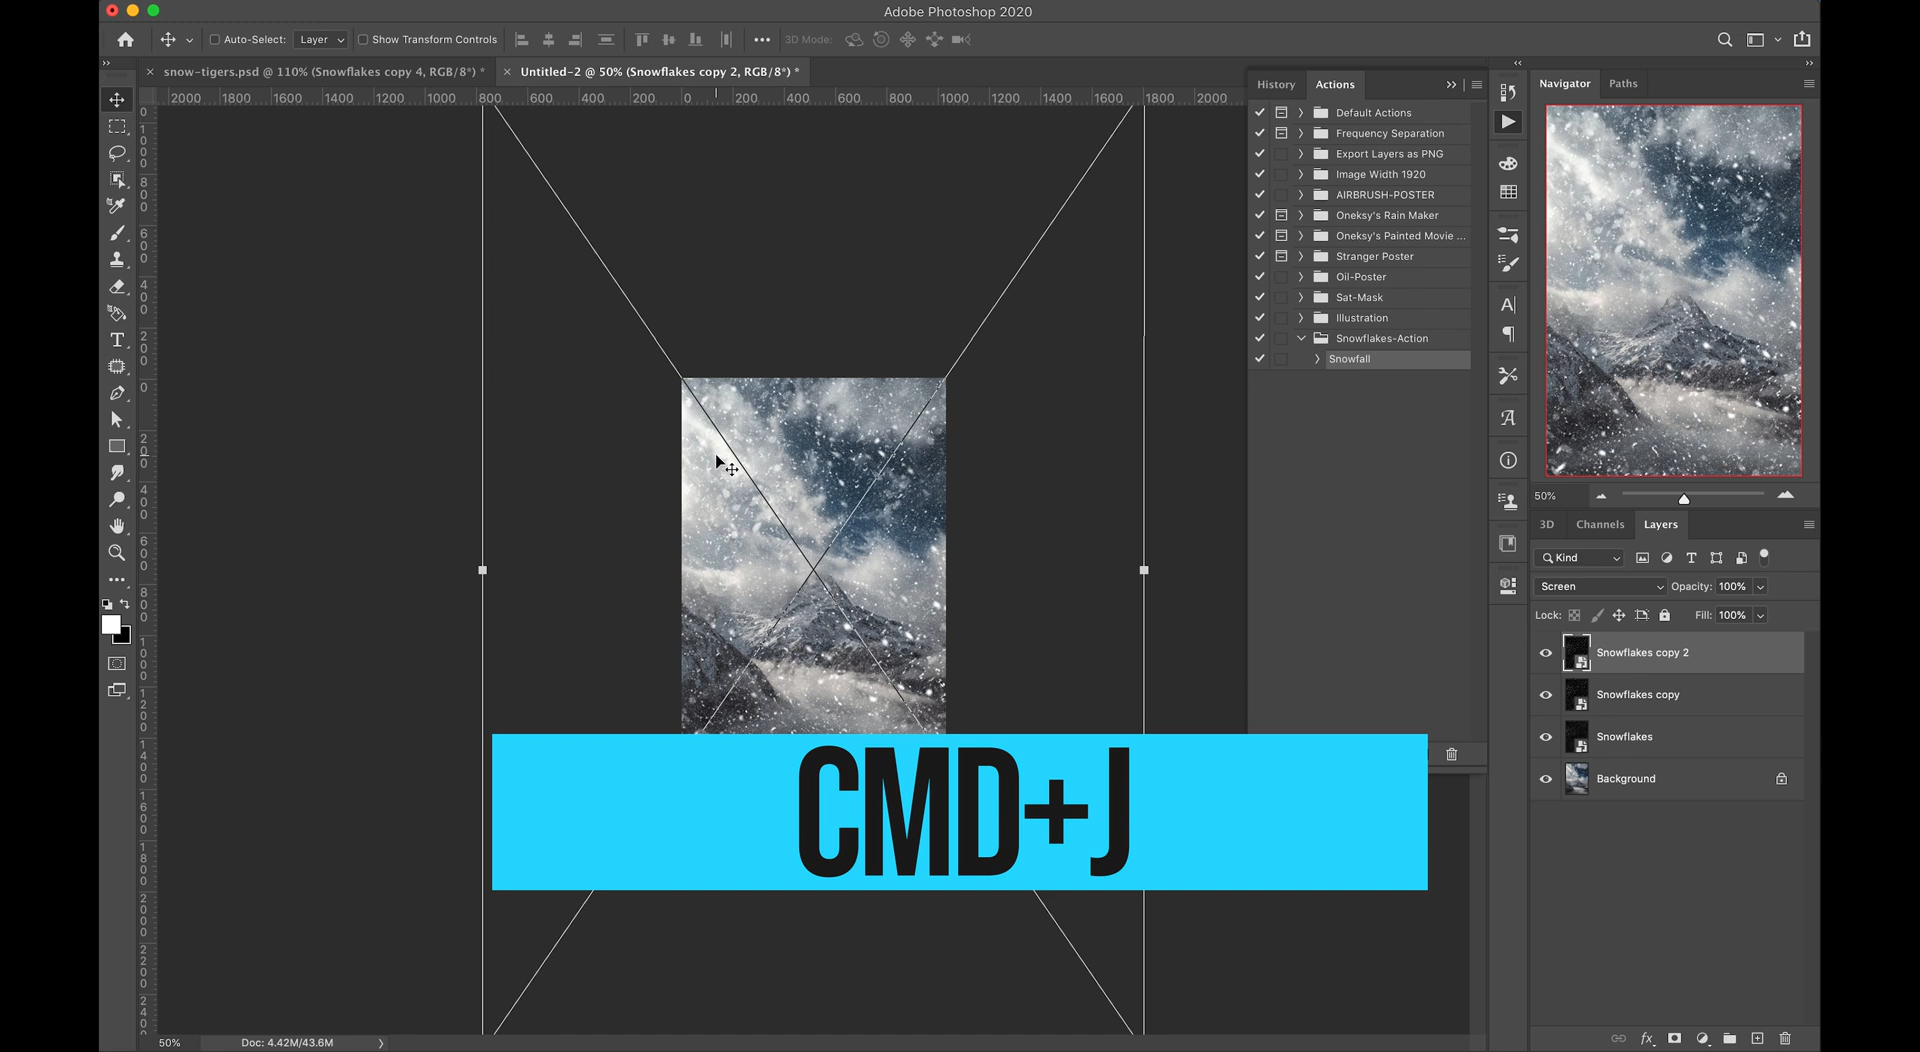 Adobe Photoshop 2020
Auto-Select: Layer Show Transform Controls 3D Mode:
snow-tigers.psd @ 110% (Snowflakes copy 4, RGB/8*) * Untitled-2 @ 50% (Snowflakes copy 2, RGB/8*) *
2000 1800 1600 1400 1200 1000 800 600 400 200 0 200 400 600 800 1000 1200 1400 1600 1800 2000
History Actions
Default Actions
Frequency Separation
Export Layers as PNG
Image Width 1920
AIRBRUSH-POSTER
Oneksy's Rain Maker
Oneksy's Painted Movie ...
Stranger Poster
Oil-Poster
Sat-Mask
Illustration
Snowflakes-Action
Snowfall
Navigator Paths
50%
3D Channels Layers
Kind
Screen Opacity: 100%
Lock: Fill: 100%
Snowflakes copy 2
Snowflakes copy
Snowflakes
Background
CMD+J
50% Doc: 4.42M/43.6M